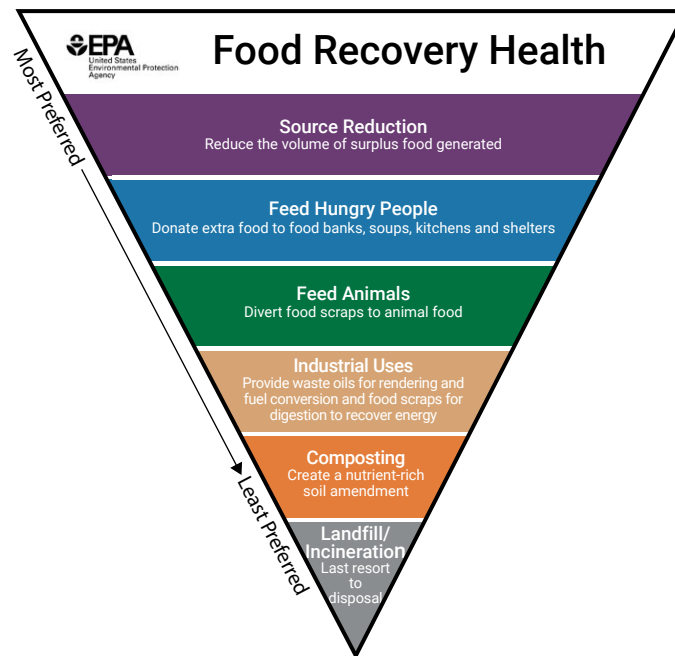 EPA
United States
Environmental Protection
Agency
Food Recovery Health
Most Preferred
Source Reduction
Reduce the volume of surplus food generated
Feed Hungry People
Donate extra food to food banks, soups, kitchens and shelters
Feed Animals
Divert food scraps to animal food
Industrial Uses
Provide waste oils for rendering and
fuel conversion and food scraps for
digestion to recover energy
Composting
Create a nutrient-rich
soil amendment
Least Preferred
Landfill/
Incineration
Last resort
to
disposal